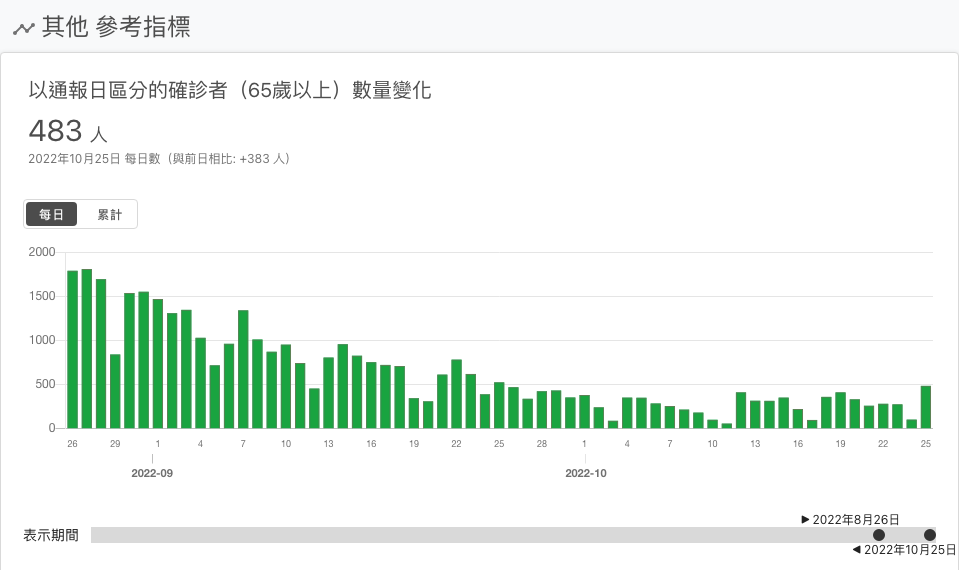 其他 參考指標
以通報日區分的確診者（65歲以上）數量變化
483 人
2022年10月25日 每日數（與前日相比: +383 人）
每日 累計
2000
1500
1000
500
0
26 29 1 4 7 10 13 16 19 22 25 28 1 4 7 10 13 16 19 22 25
2022-09 2022-10
▶ 2022年8月26日
表示期間
◀ 2022年10月25日